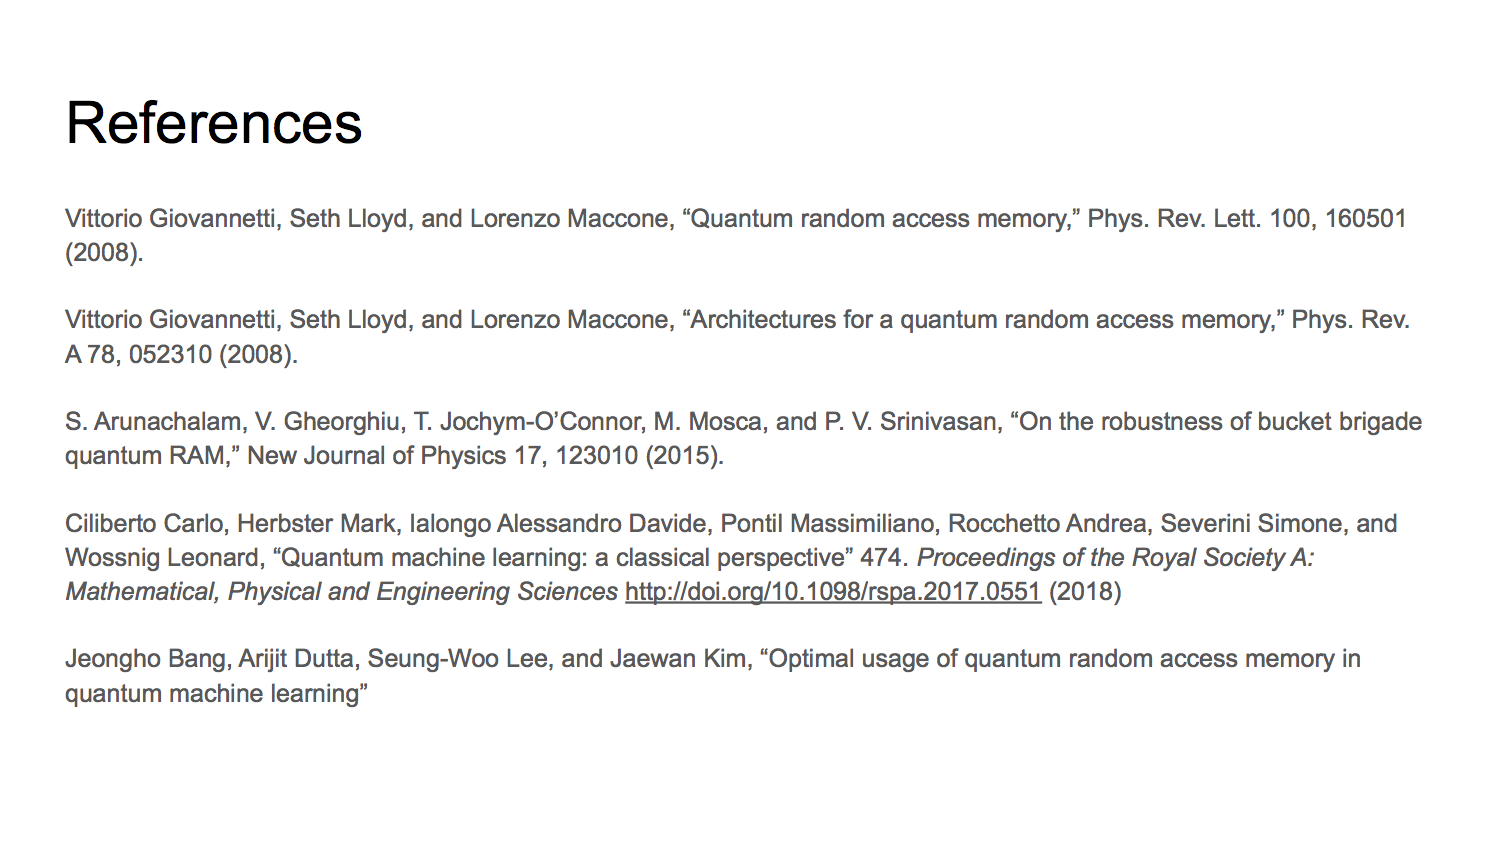 References
Vittorio Giovannetti, Seth Lloyd, and Lorenzo Maccone, “Quantum random access memory,” Phys. Rev. Lett. 100, 160501
(2008).
Vittorio Giovannetti, Seth Lloyd, and Lorenzo Maccone, “Architectures for a quantum random access memory,” Phys. Rev.
A 78, 052310 (2008).
S. Arunachalam, V. Gheorghiu, T. Jochym-O’Connor, M. Mosca, and P. V. Srinivasan, “On the robustness of bucket brigade
quantum RAM,” New Journal of Physics 17, 123010 (2015).
Ciliberto Carlo, Herbster Mark, Ialongo Alessandro Davide, Pontil Massimiliano, Rocchetto Andrea, Severini Simone, and
Wossnig Leonard, “Quantum machine learning: a classical perspective” 474. Proceedings of the Royal Society A:
Mathematical, Physical and Engineering Sciences http://doi.org/10.1098/rspa.2017.0551 (2018)
Jeongho Bang, Arijit Dutta, Seung-Woo Lee, and Jaewan Kim, “Optimal usage of quantum random access memory in
quantum machine learning”